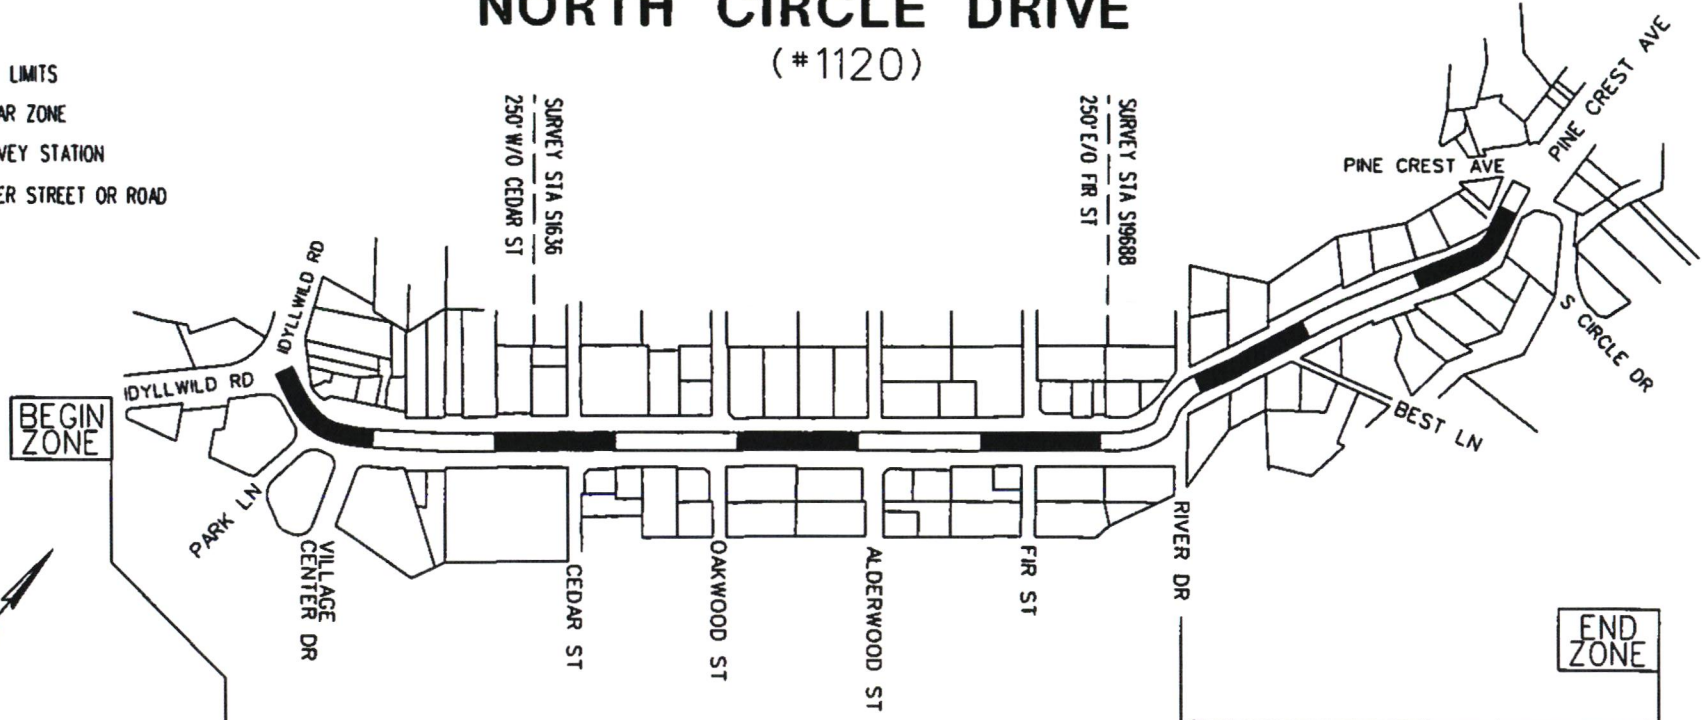 NORTH CIRCLE DRIVE
(#1120)
LIMITS
AR ZONE
VEY STATION
ER STREET OR ROAD
250' W/O CEDAR ST
SURVEY STA S1636
250' E/O FIR ST
SURVEY STA S19688
PINE CREST AVE
PINE CREST AVE
IDYLLWILD RD
IDYLLWILD RD
S CIRCLE DR
BEST LN
BEGIN
ZONE
PARK LN
VILLAGE
CENTER DR
CEDAR ST
OAKWOOD ST
ALDERWOOD ST
FIR ST
RIVER DR
END
ZONE